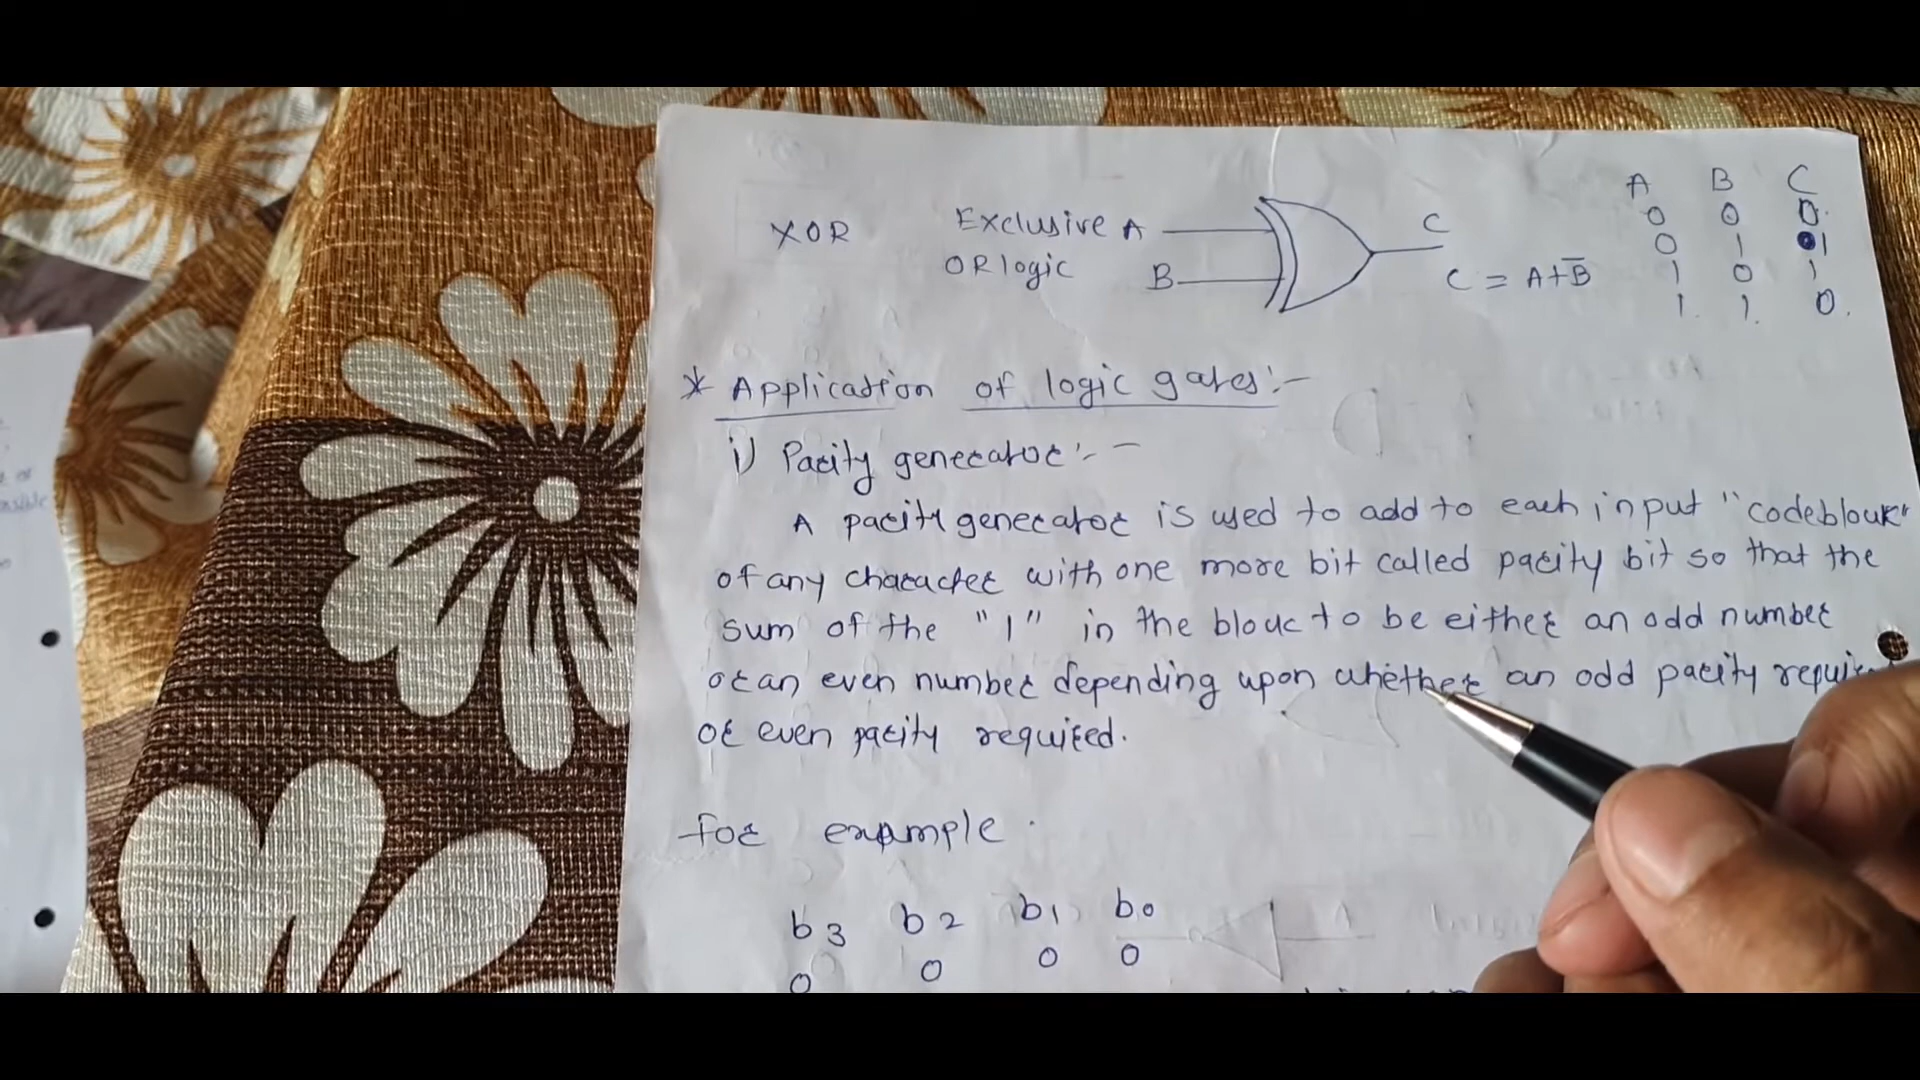 XOR Exclusive A C A B C
OR logic B C = A+B̅ 0 0 0
0 1 1
1 0 1
1 1 0
* Application of logic gates:-
i) Parity generator:-
A parity generator is used to add to each input "codeblouk"
of any character with one more bit called parity bit so that the
sum of the "1" in the blouc to be either an odd number
or an even number depending upon whether an odd parity
or even parity required.
for example.
b3 b2 b1 b0
0 0 0 0